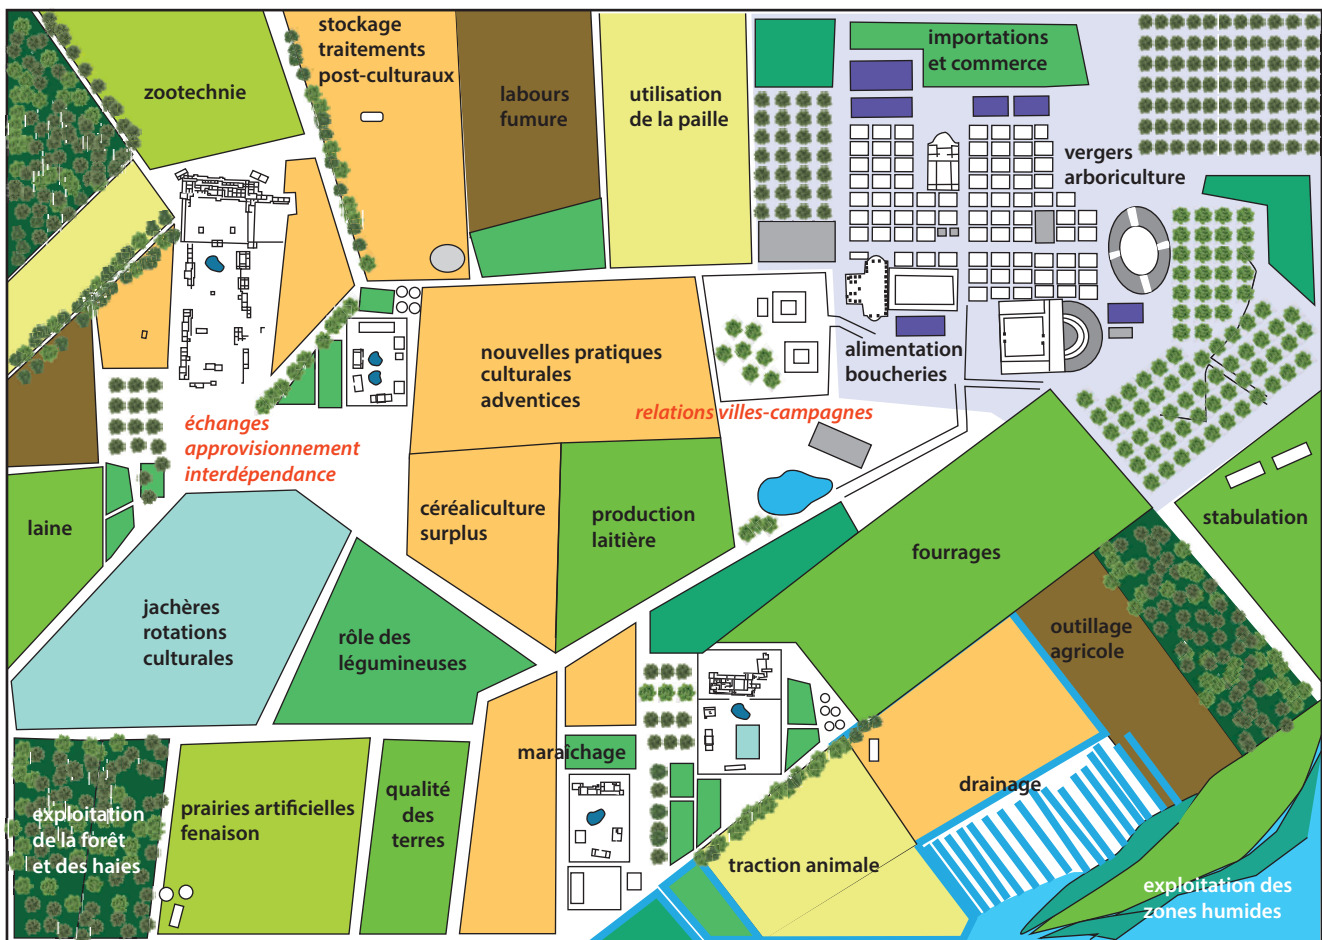 stockage
traitements
post-culturaux
zootechnie
labours
fumure
utilisation
de la paille
importations
et commerce
vergers
arboriculture
alimentation
boucheries
nouvelles pratiques
culturales
adventices
relations villes-campagnes
échanges
approvisionnement
interdépendance
laine
céréaliculture
surplus
production
laitière
fourrages
stabulation
jachères
rotations
culturales
rôle des
légumineuses
outillage
agricole
maraîchage
drainage
exploitation
de la forêt
et des haies
prairies artificielles
fenaison
qualité
des
terres
traction animale
exploitation des
zones humides